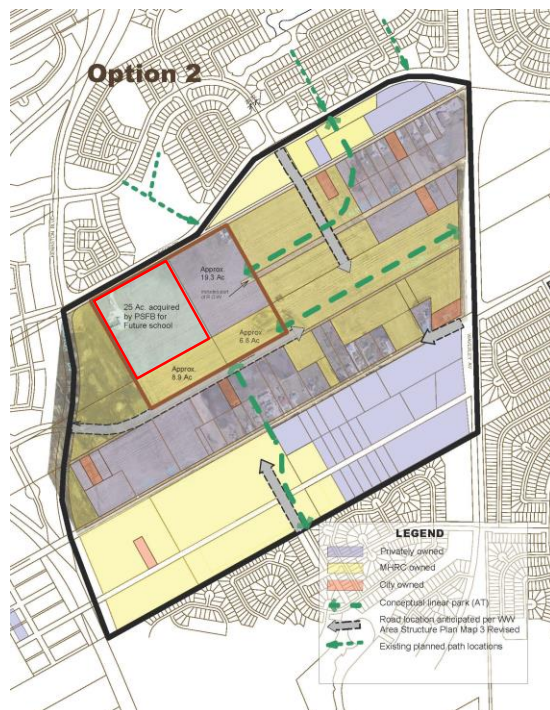 Option 2
Approx.
19.3 Ac
25 Ac. acquired
by PSFB for
Future school
Approx.
6.6 Ac
Approx.
8.9 Ac
LEGEND
Privately owned
MHRC owned
City owned
Conceptual linear park (AT)
Road location anticipated per WW
Area Structure Plan Map 3 Revised
Existing planned path locations